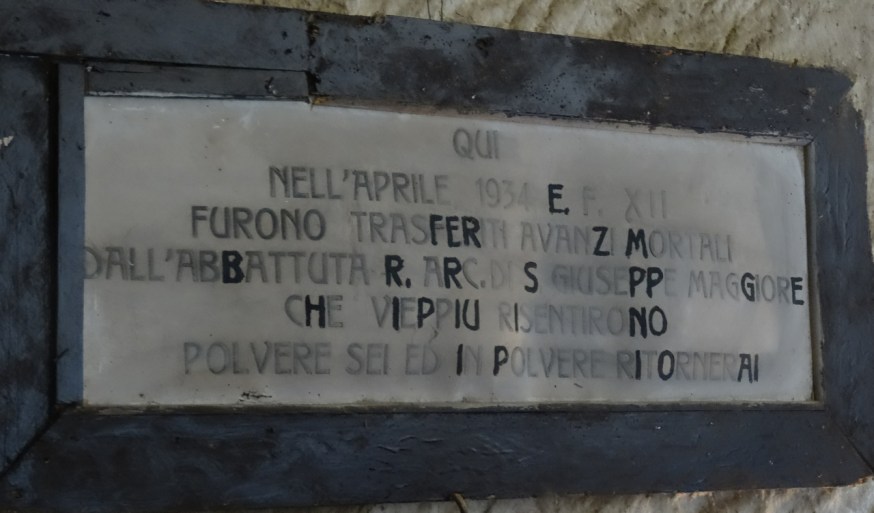 QUI
NELL'APRILE 1934 E. F. XII
FURONO TRASFERITI AVANZI MORTALI
DALL'ABBATTUTA R. ARC. DI S GIUSEPPE MAGGIORE
CHE VIEPPIU RISENTIRONO
POLVERE SEI ED IN POLVERE RITORNERAI